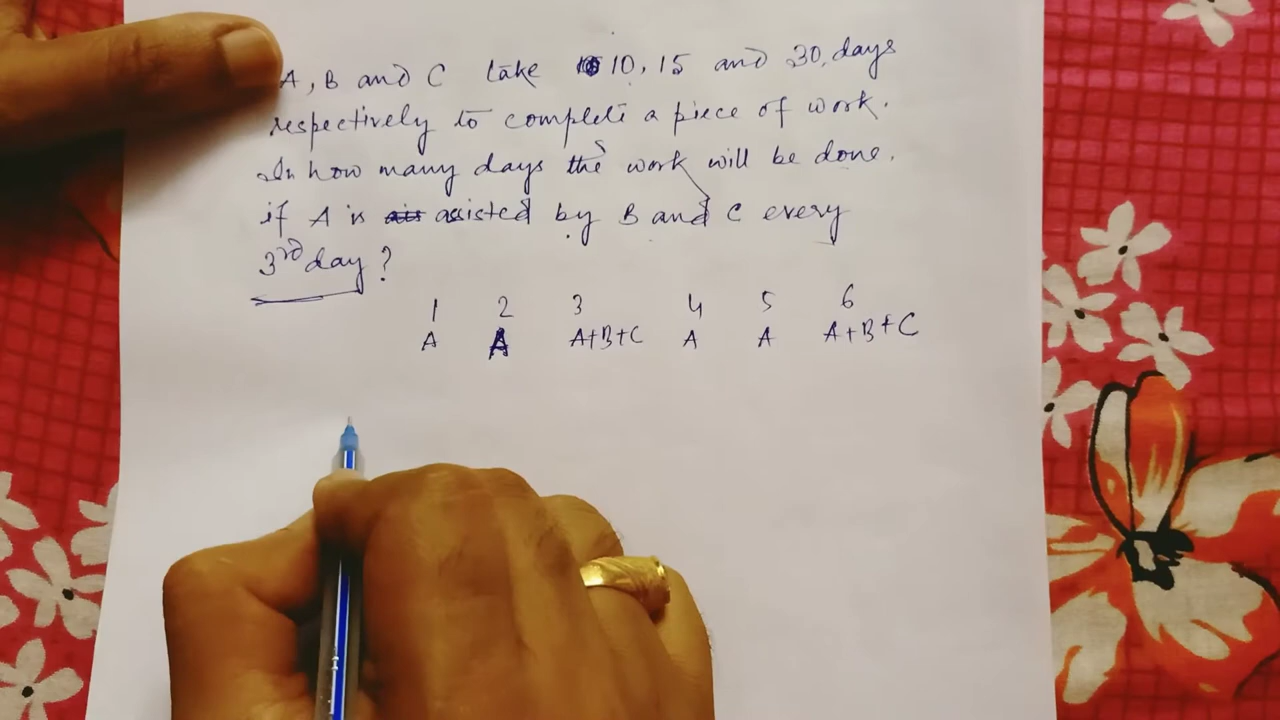 A, B and C take 10, 15 and 30, days
respectively to complete a piece of work.
In how many days the work will be done.
if A is assisted by B and C every
3rd day ?
1 2 3 4 5 6
A A A+B+C A A A+B+C